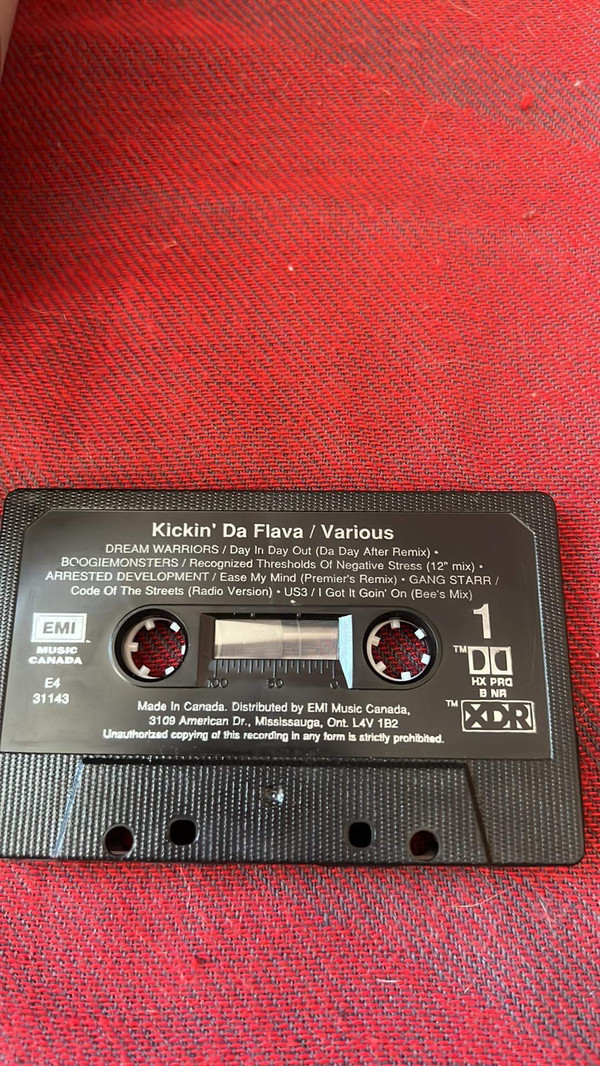 Kickin' Da Flava / Various
DREAM WARRIORS / Day In Day Out (Da Day After Remix) •
BOOGIEMONSTERS / Recognized Thresholds Of Negative Stress (12" mix) •
ARRESTED DEVELOPMENT / Ease My Mind (Premier's Remix) • GANG STARR /
Code Of The Streets (Radio Version) • US3 / I Got It Goin' On (Bee's Mix)
EMI
MUSIC
CANADA
E4
31143
100 50 0
1
TM
HX PRO
B NR
TM XDR
Made In Canada. Distributed by EMI Music Canada,
3109 American Dr., Mississauga, Ont. L4V 1B2
Unauthorized copying of this recording in any form is strictly prohibited.